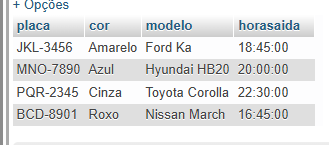 + Opções
placa cor modelo horasaida
JKL-3456 Amarelo Ford Ka 18:45:00
MNO-7890 Azul Hyundai HB20 20:00:00
PQR-2345 Cinza Toyota Corolla 22:30:00
BCD-8901 Roxo Nissan March 16:45:00